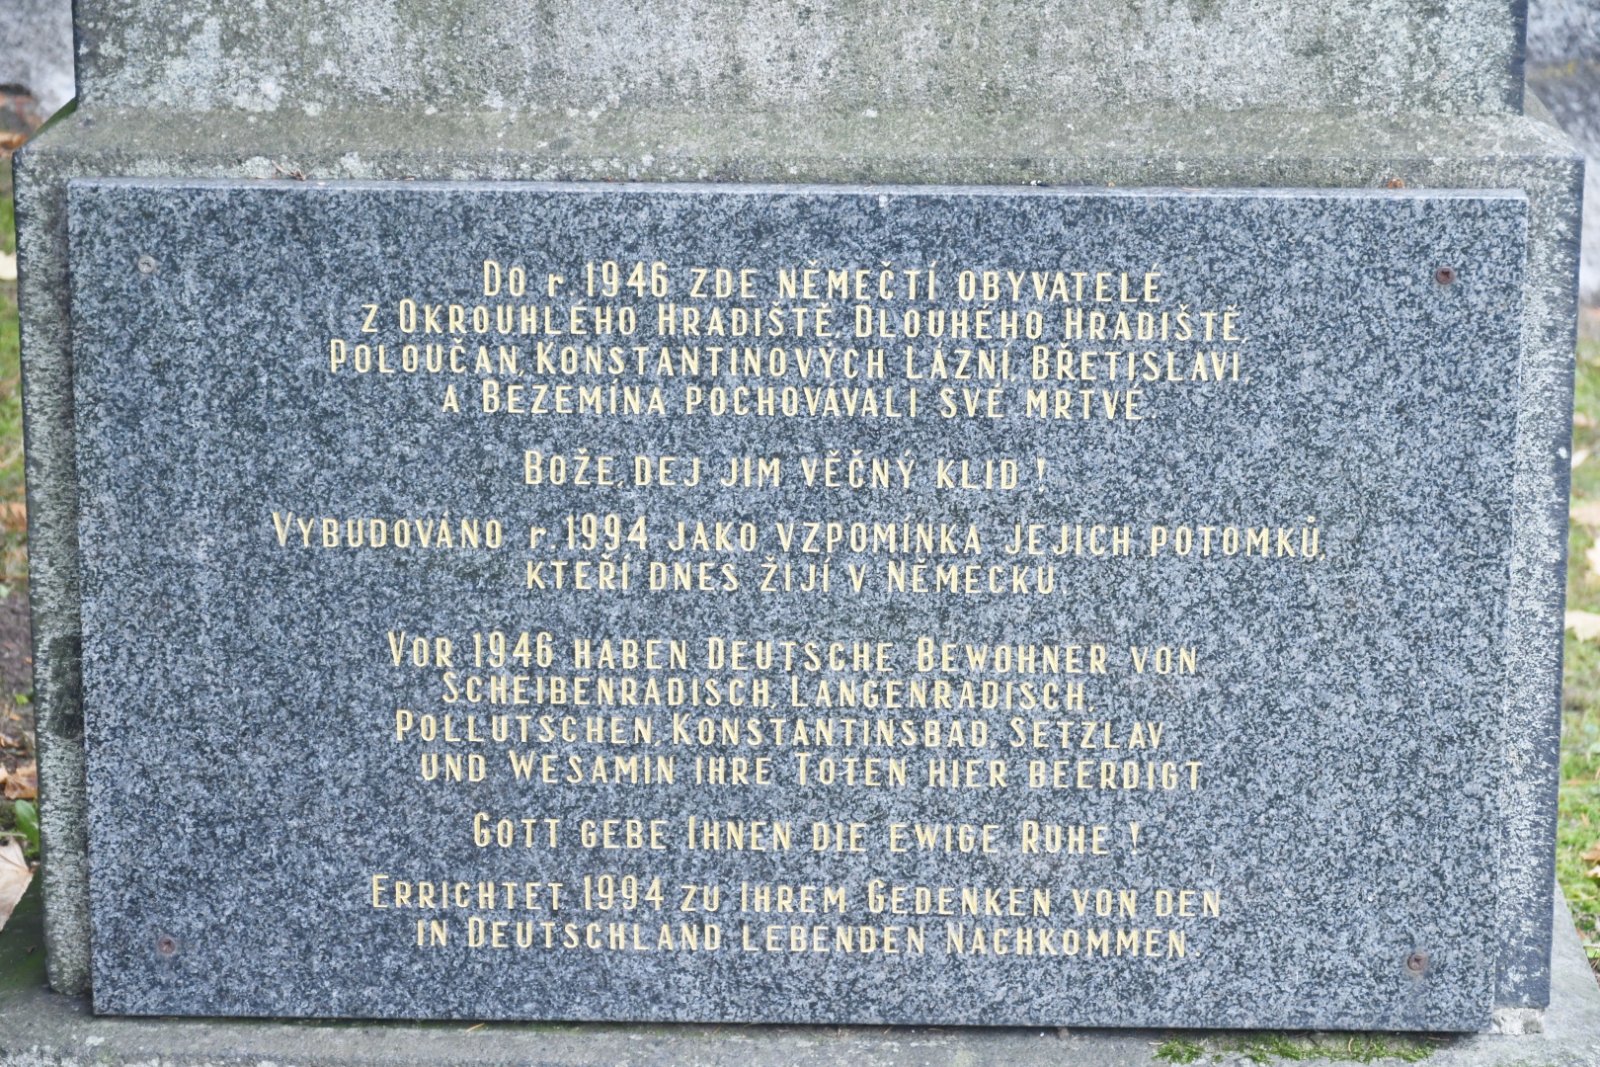 DO r. 1946 ZDE NĚMEČTÍ OBYVATELÉ
Z OKROUHLÉHO HRADIŠTĚ, DLOUHÉHO HRADIŠTĚ,
POLOUČAN, KONSTANTINOVÝCH LÁZNÍ, BŘETISLAVI,
A BEZEMÍNA POCHOVÁVALI SVÉ MRTVÉ.
BOŽE, DEJ JIM VĚČNÝ KLID!
VYBUDOVÁNO r. 1994 JAKO VZPOMÍNKA JEJICH POTOMKŮ,
KTEŘÍ DNES ŽIJÍ V NĚMECKU.
VOR 1946 HABEN DEUTSCHE BEWOHNER VON
SCHEIBENRADISCH, LANGENRADISCH,
POLLUTSCHEN, KONSTANTINSBAD, SETZLAV
UND WESAMIN IHRE TOTEN HIER BEERDIGT
GOTT GEBE IHNEN DIE EWIGE RUHE!
ERRICHTET 1994 ZU IHREM GEDENKEN VON DEN
IN DEUTSCHLAND LEBENDEN NACHKOMMEN.